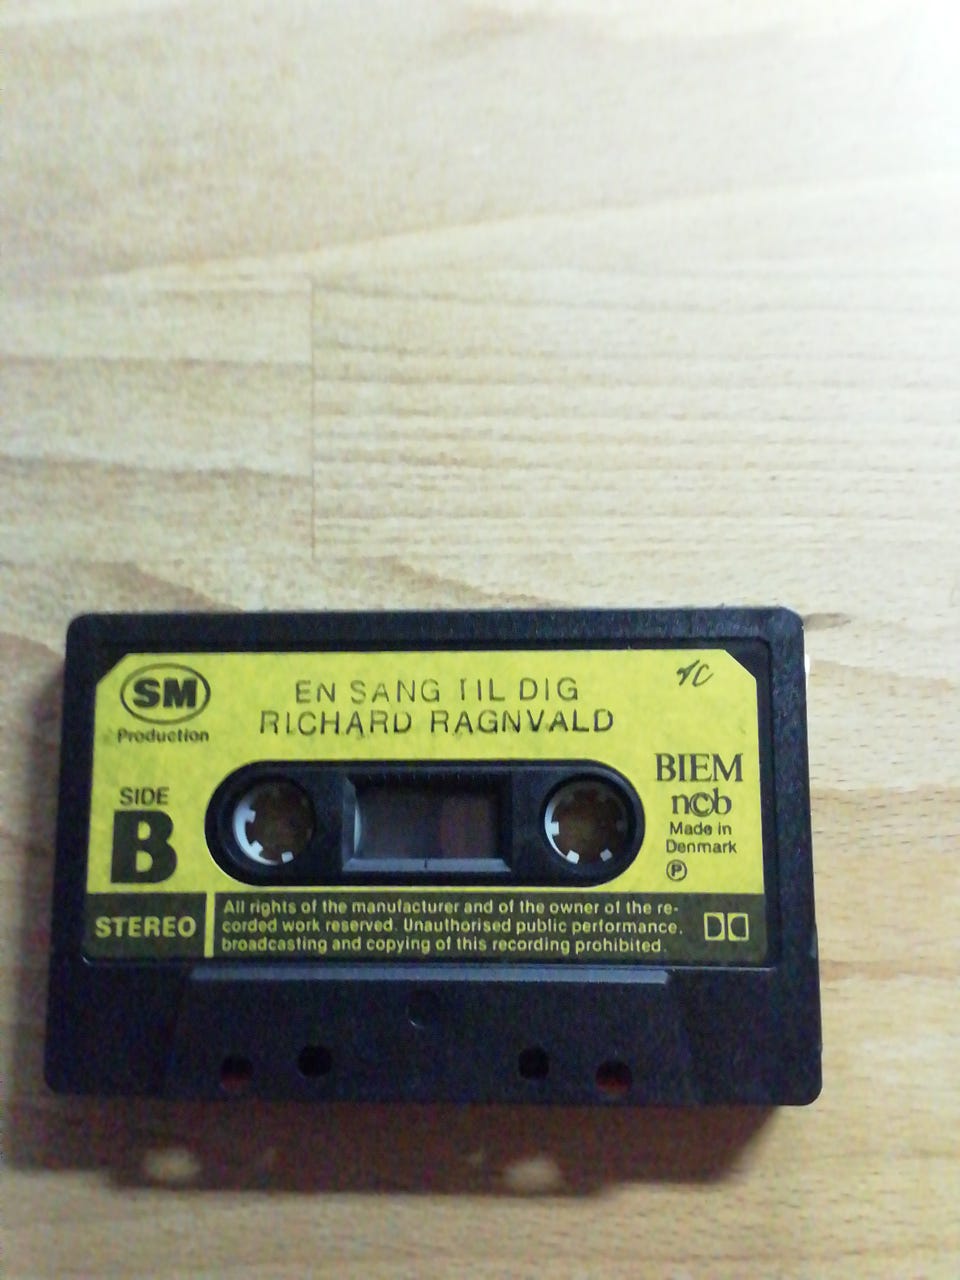 SM
Production
EN SANG TIL DIG
RICHARD RAGNVALD
SIDE
B
BIEM
ncb
Made in
Denmark
℗
STEREO
All rights of the manufacturer and of the owner of the re-
corded work reserved. Unauthorised public performance,
broadcasting and copying of this recording prohibited.